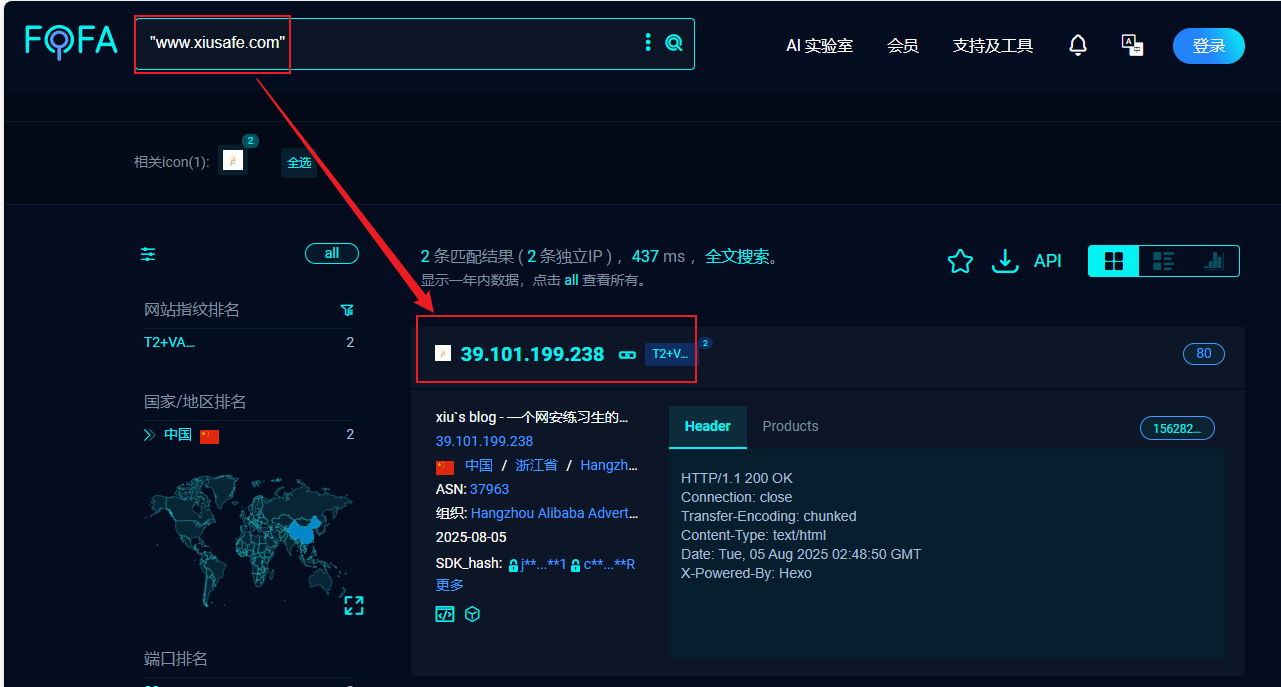 FOFA
"www.xiusafe.com"
AI 实验室 会员 支持及工具 登录
相关icon(1): 2 全选
all
2 条匹配结果 ( 2 条独立IP ) ，437 ms ，全文搜索。
显示一年内数据，点击 all 查看所有。
API
网站指纹排名
T2+VA... 2
国家/地区排名
中国 2
端口排名
39.101.199.238 T2+V... 2 80
xiu`s blog - 一个网安练习生的...
39.101.199.238
中国 / 浙江省 / Hangzh...
ASN: 37963
组织: Hangzhou Alibaba Advert...
2025-08-05
SDK_hash: j**...**1 c**...**R
更多
Header Products 156282...
HTTP/1.1 200 OK
Connection: close
Transfer-Encoding: chunked
Content-Type: text/html
Date: Tue, 05 Aug 2025 02:48:50 GMT
X-Powered-By: Hexo